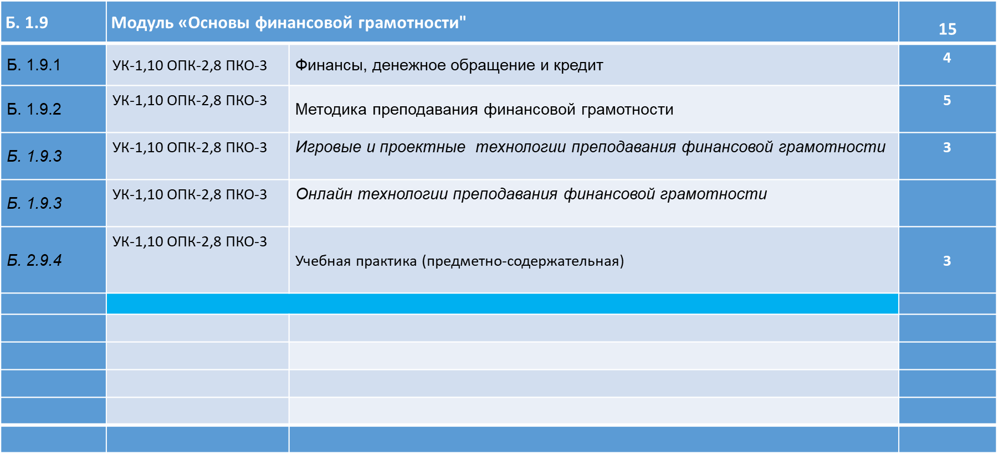 Б. 1.9 Модуль «Основы финансовой грамотности" 15
Б. 1.9.1 УК-1,10 ОПК-2,8 ПКО-3 Финансы, денежное обращение и кредит 4
Б. 1.9.2 УК-1,10 ОПК-2,8 ПКО-3 Методика преподавания финансовой грамотности 5
Б. 1.9.3 УК-1,10 ОПК-2,8 ПКО-3 Игровые и проектные технологии преподавания финансовой грамотности 3
Б. 1.9.3 УК-1,10 ОПК-2,8 ПКО-3 Онлайн технологии преподавания финансовой грамотности
Б. 2.9.4 УК-1,10 ОПК-2,8 ПКО-3 Учебная практика (предметно-содержательная) 3